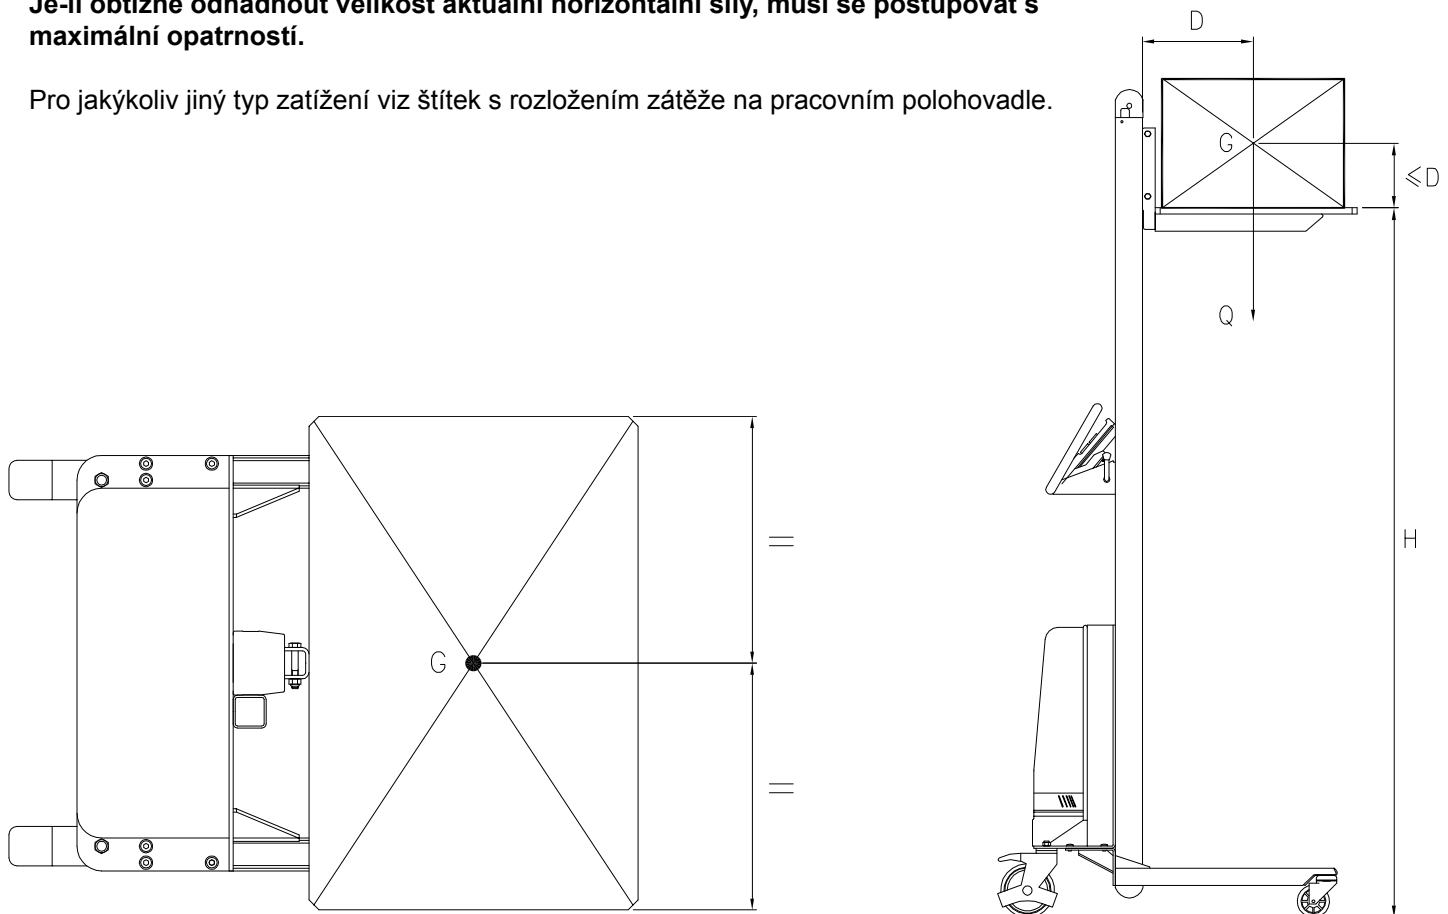 Je-li obtížné odhadnout velikost aktuální horizontální síly, musí se postupovat s
maximální opatrností.
Pro jakýkoliv jiný typ zatížení viz štítek s rozložením zátěže na pracovním polohovadle.
D
G
≤D
Q
H
=
G
=